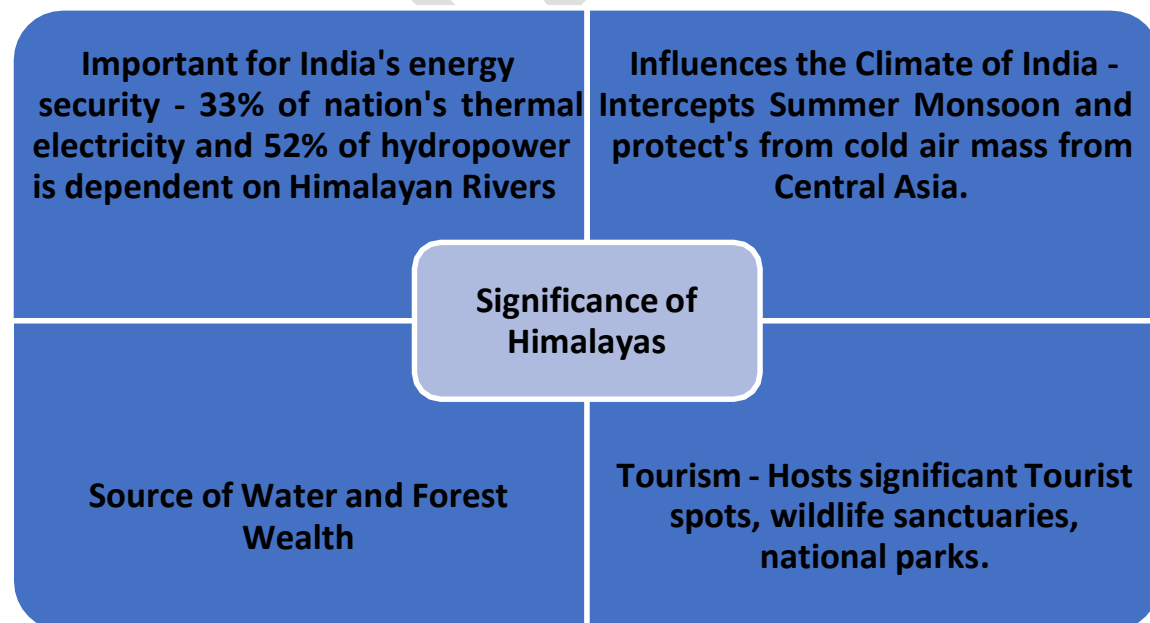 Important for India's energy
security - 33% of nation's thermal
electricity and 52% of hydropower
is dependent on Himalayan Rivers
Influences the Climate of India -
Intercepts Summer Monsoon and
protect's from cold air mass from
Central Asia.
Significance of
Himalayas
Source of Water and Forest
Wealth
Tourism - Hosts significant Tourist
spots, wildlife sanctuaries,
national parks.